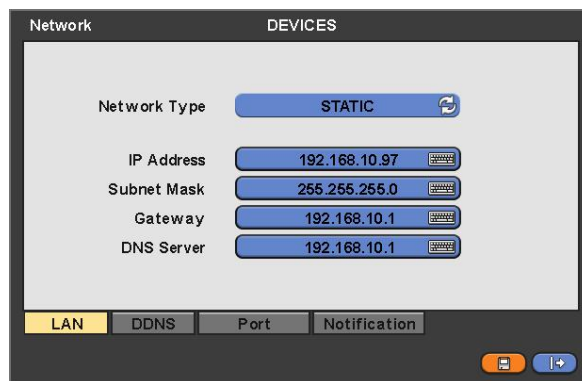 Network DEVICES
Network Type STATIC
IP Address 192.168.10.97
Subnet Mask 255.255.255.0
Gateway 192.168.10.1
DNS Server 192.168.10.1
LAN DDNS Port Notification